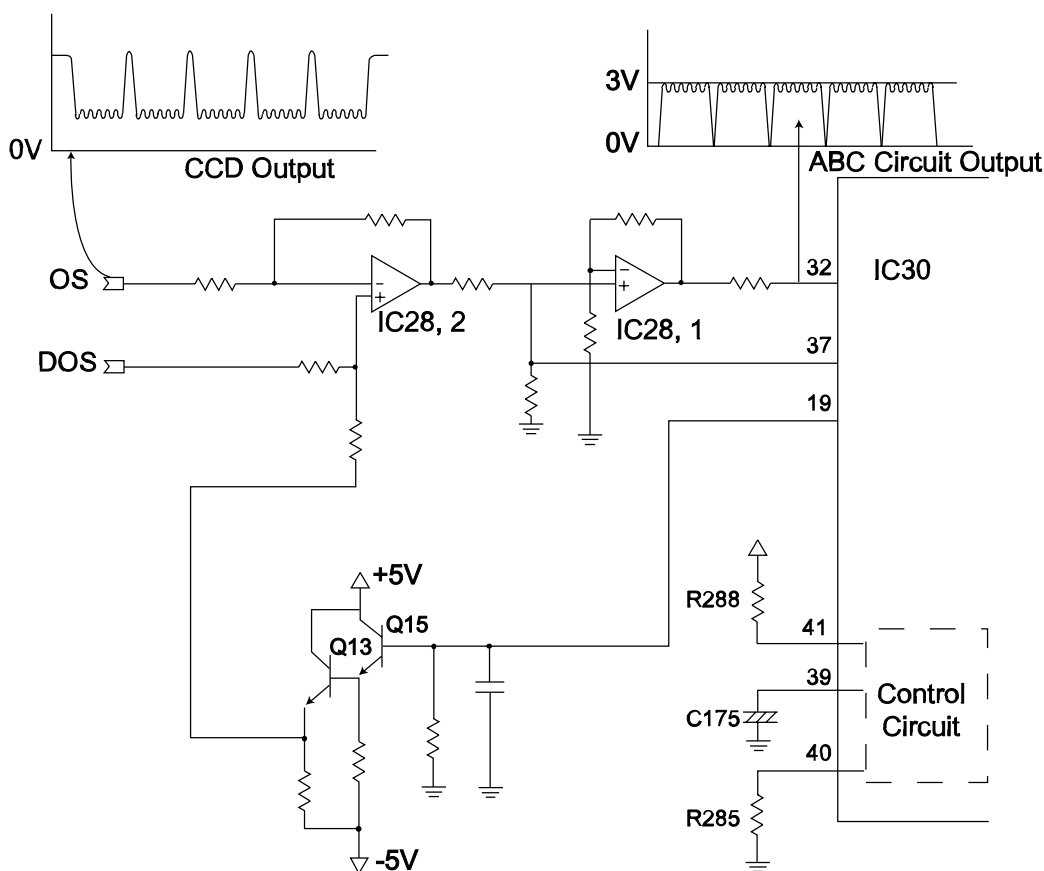 3V
0V
0V
CCD Output
ABC Circuit Output
OS
32
IC30
IC28, 2
IC28, 1
37
DOS
19
+5V
R288
Q15
41
Q13
39
Control
Circuit
C175
40
R285
-5V